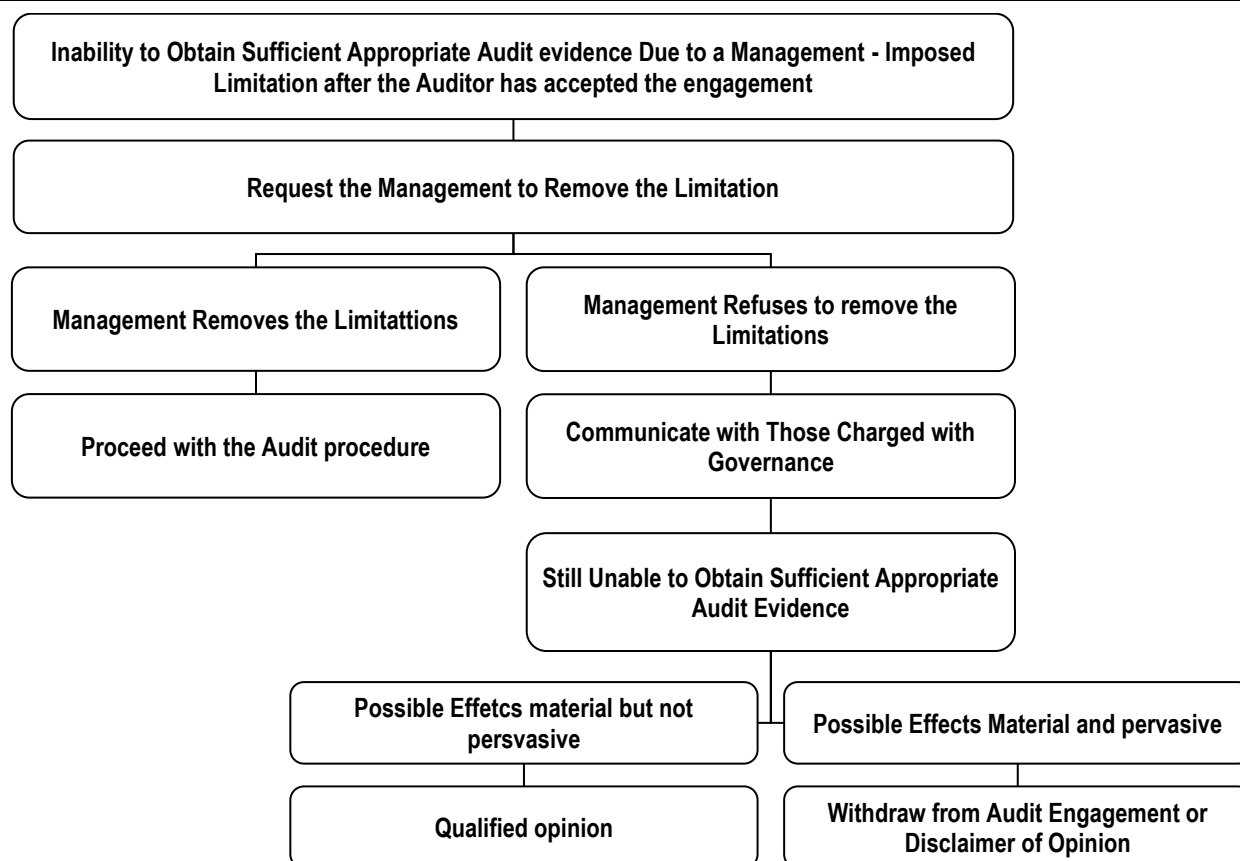 Inability to Obtain Sufficient Appropriate Audit evidence Due to a Management - Imposed
Limitation after the Auditor has accepted the engagement
Request the Management to Remove the Limitation
Management Removes the Limitattions
Management Refuses to remove the
Limitations
Proceed with the Audit procedure
Communicate with Those Charged with
Governance
Still Unable to Obtain Sufficient Appropriate
Audit Evidence
Possible Effetcs material but not
persvasive
Possible Effects Material and pervasive
Qualified opinion
Withdraw from Audit Engagement or
Disclaimer of Opinion